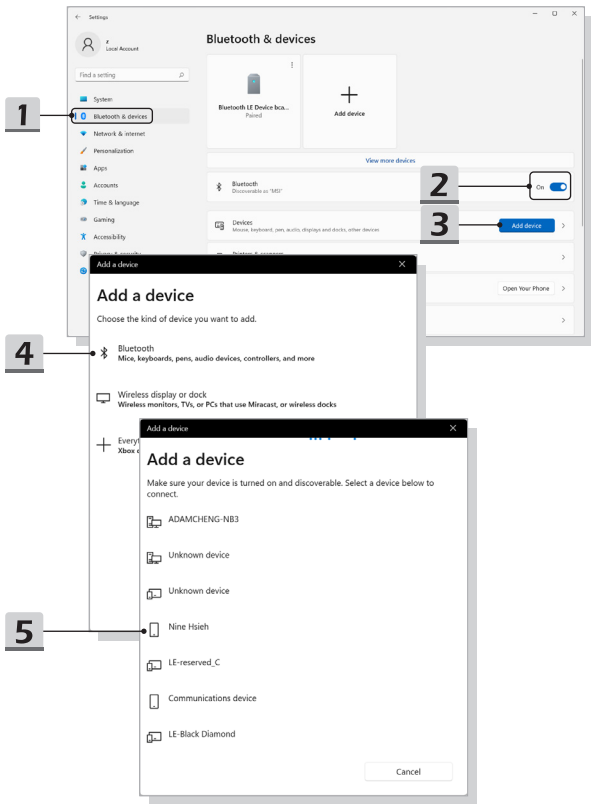 Settings
z
Local Account
Find a setting
System
Bluetooth & devices
Network & internet
Personalization
Apps
Accounts
Time & language
Gaming
Accessibility
Privacy & security
Bluetooth & devices
Bluetooth LE Device bca...
Paired
Add device
View more devices
Bluetooth
Discoverable as "MSI"
On
Devices
Mouse, keyboard, pen, audio, displays and docks, other devices
Add device
Printers & scanners
Open Your Phone
1
2
3
Add a device
Add a device
Choose the kind of device you want to add.
4
Bluetooth
Mice, keyboards, pens, audio devices, controllers, and more
Wireless display or dock
Wireless monitors, TVs, or PCs that use Miracast, or wireless docks
Xbox
Add a device
Add a device
Make sure your device is turned on and discoverable. Select a device below to
connect.
ADAMCHENG-NB3
Unknown device
Unknown device
5
Nine Hsieh
LE-reserved_C
Communications device
LE-Black Diamond
Cancel